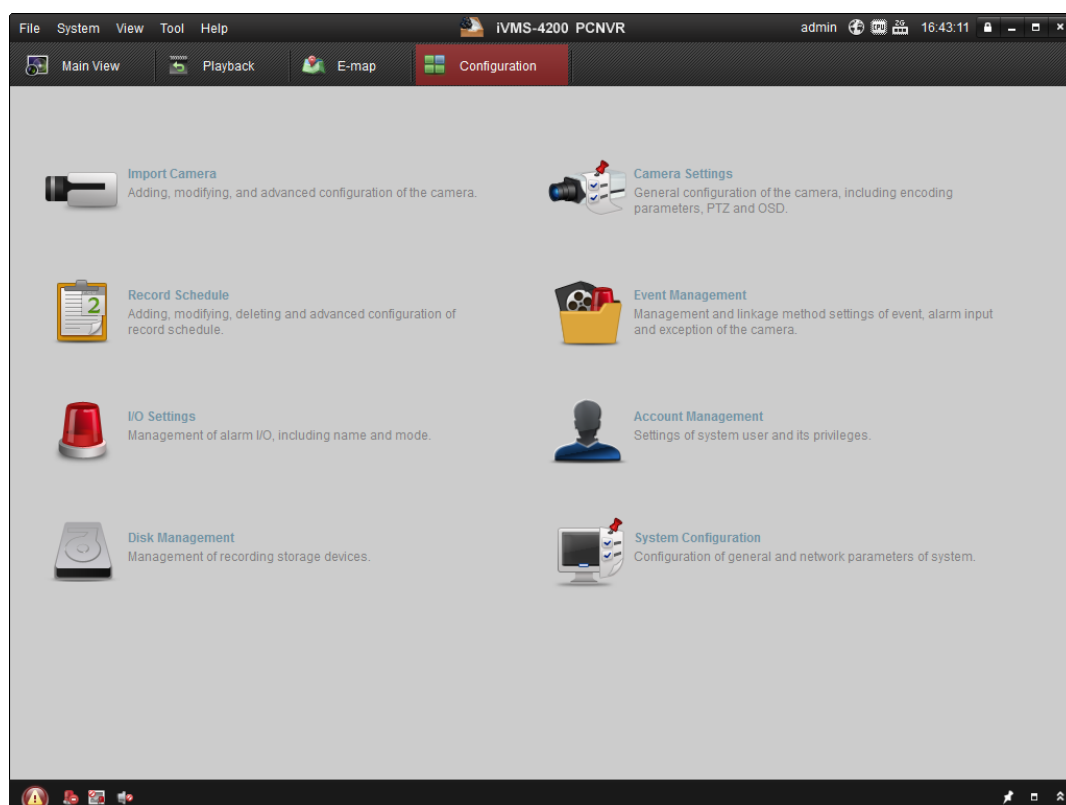 File System View Tool Help iVMS-4200 PCNVR admin CPU 2G 16:43:11
Main View Playback E-map Configuration
Import Camera
Adding, modifying, and advanced configuration of the camera.
Camera Settings
General configuration of the camera, including encoding
parameters, PTZ and OSD.
Record Schedule
Adding, modifying, deleting and advanced configuration of
record schedule.
2
Event Management
Management and linkage method settings of event, alarm input
and exception of the camera.
I/O Settings
Management of alarm I/O, including name and mode.
Account Management
Settings of system user and its privileges.
Disk Management
Management of recording storage devices.
System Configuration
Configuration of general and network parameters of system.